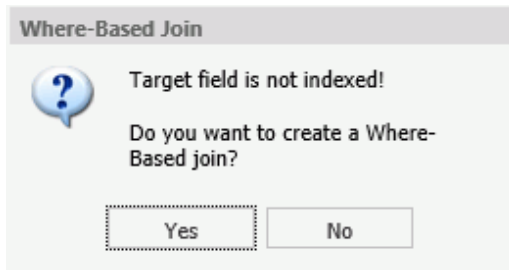 Where-Based Join
Target field is not indexed!
Do you want to create a Where-
Based join?
Yes
No